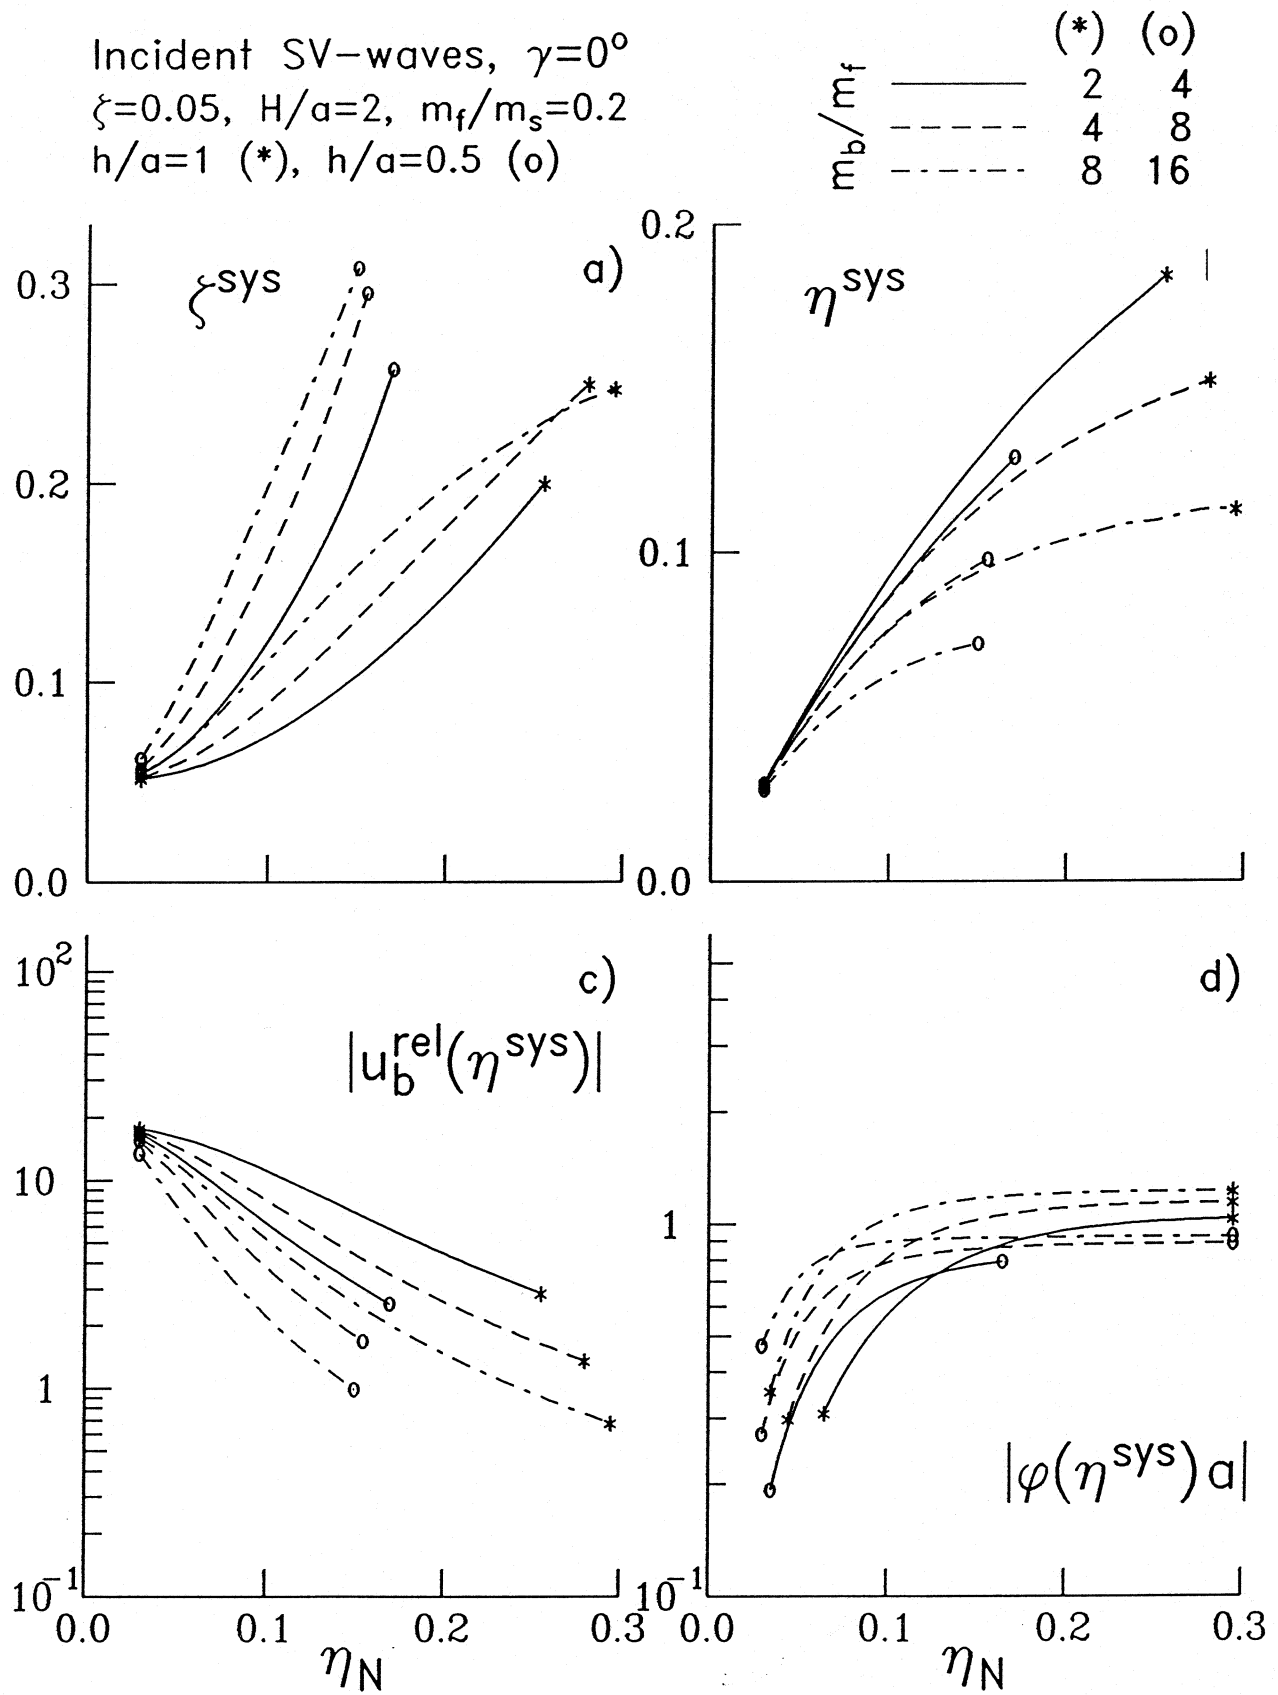 Incident SV-waves, γ=0°
ζ=0.05, H/a=2, m_f/m_s=0.2
h/a=1 (*), h/a=0.5 (o)
(*) (o)
m_b/m_f
2 4
4 8
8 16
a)
ζ^sys
0.3
0.2
0.1
0.0
η^sys
0.2
0.1
0.0
c)
|u_b^rel(η^sys)|
10^2
10
1
10^-1
0.0 0.1 0.2 0.3
η_N
d)
|φ(η^sys)a|
1
10^-1
0.0 0.1 0.2 0.3
η_N